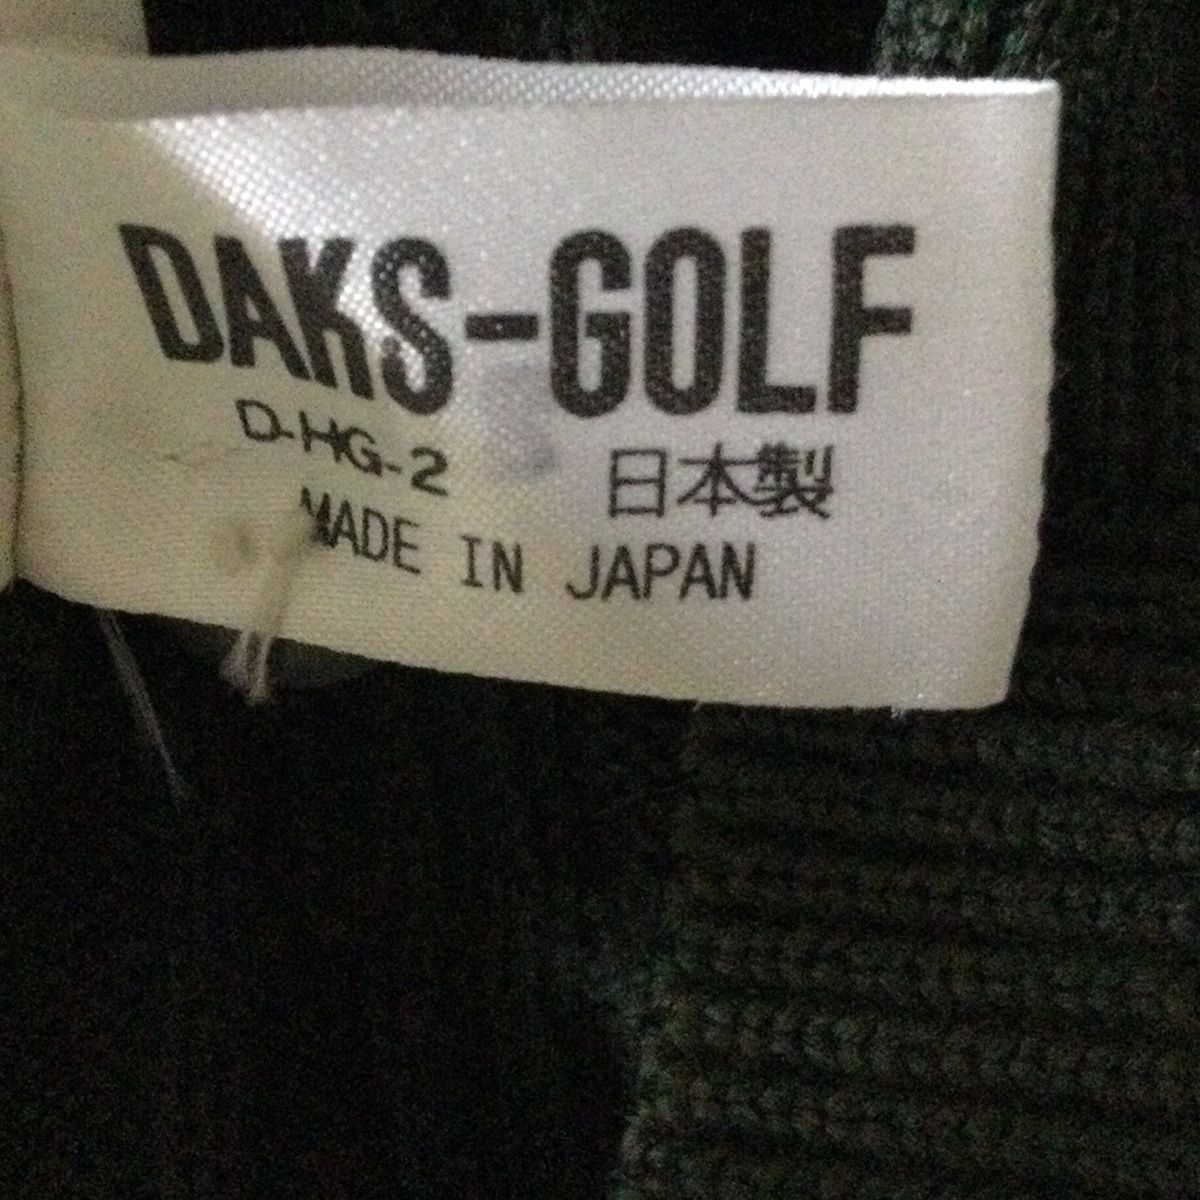 DAKS-GOLF
D-HG-2 日本製
MADE IN JAPAN